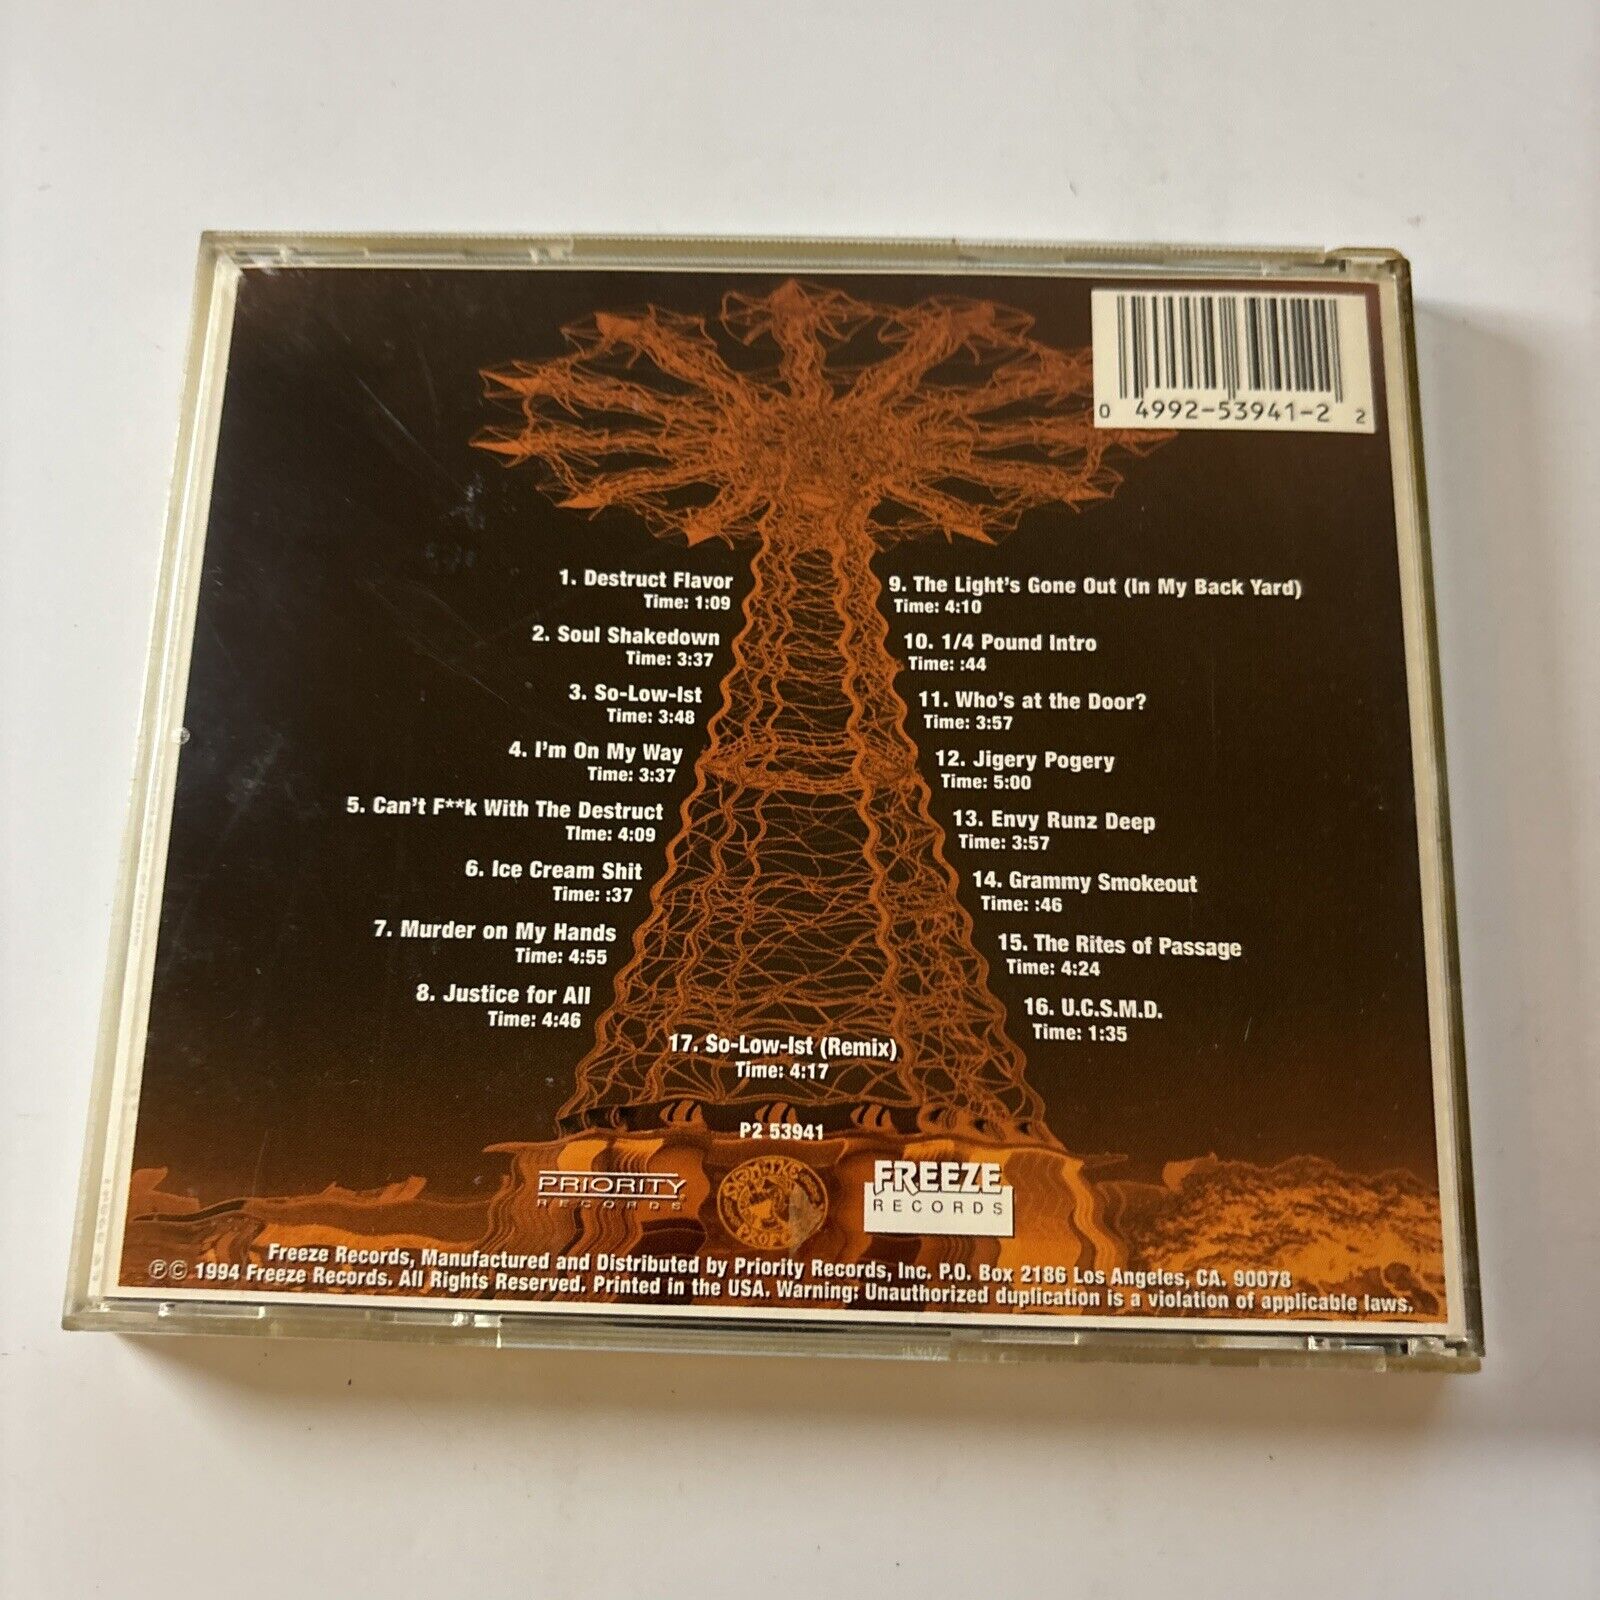 0 4992-53941-2 2
1. Destruct Flavor
Time: 1:09
2. Soul Shakedown
Time: 3:37
3. So-Low-Ist
Time: 3:48
4. I'm On My Way
Time: 3:37
5. Can't F**k With The Destruct
TIme: 4:09
6. Ice Cream Shit
Time: :37
7. Murder on My Hands
Time: 4:55
8. Justice for All
Time: 4:46
9. The Light's Gone Out (In My Back Yard)
Time: 4:10
10. 1/4 Pound Intro
Time: :44
11. Who's at the Door?
Time: 3:57
12. Jigery Pogery
Time: 5:00
13. Envy Runz Deep
Time: 3:57
14. Grammy Smokeout
Time: :46
15. The Rites of Passage
Time: 4:24
16. U.C.S.M.D.
Time: 1:35
17. So-Low-Ist (Remix)
Time: 4:17
P2 53941
PRIORITY
RECORDS
FREEZE
RECORDS
Freeze Records, Manufactured and Distributed by Priority Records, Inc. P.O. Box 2186 Los Angeles, CA. 90078
℗© 1994 Freeze Records. All Rights Reserved. Printed in the USA. Warning: Unauthorized duplication is a violation of applicable laws.